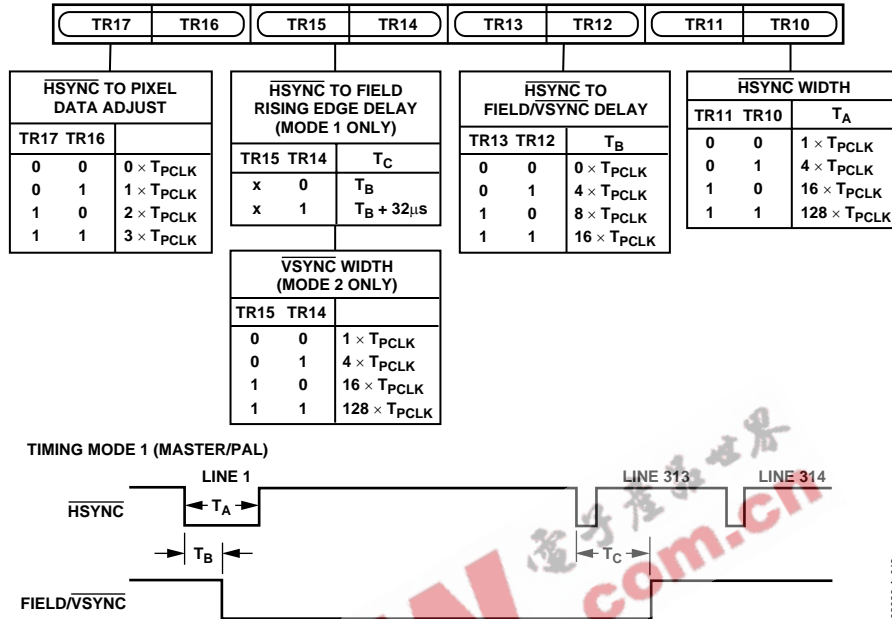 TR17 TR16 TR15 TR14 TR13 TR12 TR11 TR10
HSYNC TO PIXEL
DATA ADJUST
TR17 TR16
0 0 0 × TPCLK
0 1 1 × TPCLK
1 0 2 × TPCLK
1 1 3 × TPCLK
HSYNC TO FIELD
RISING EDGE DELAY
(MODE 1 ONLY)
TR15 TR14 TC
x 0 TB
x 1 TB + 32µs
HSYNC TO
FIELD/VSYNC DELAY
TR13 TR12 TB
0 0 0 × TPCLK
0 1 4 × TPCLK
1 0 8 × TPCLK
1 1 16 × TPCLK
HSYNC WIDTH
TR11 TR10 TA
0 0 1 × TPCLK
0 1 4 × TPCLK
1 0 16 × TPCLK
1 1 128 × TPCLK
VSYNC WIDTH
(MODE 2 ONLY)
TR15 TR14
0 0 1 × TPCLK
0 1 4 × TPCLK
1 0 16 × TPCLK
1 1 128 × TPCLK
TIMING MODE 1 (MASTER/PAL)
LINE 1 LINE 313 LINE 314
HSYNC
TA
TB
TC
FIELD/VSYNC
電子產品世界
com.cn